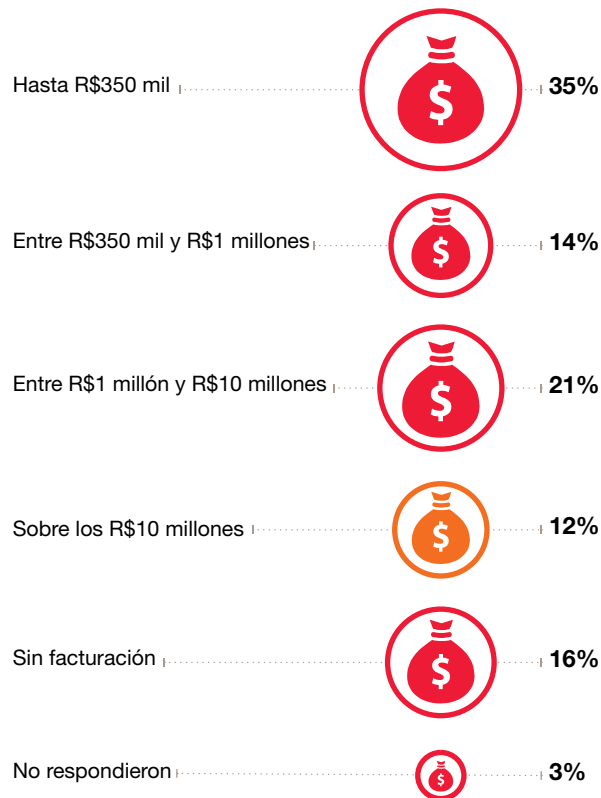 Hasta R$350 mil 35%
$
Entre R$350 mil y R$1 millones 14%
$
Entre R$1 millón y R$10 millones 21%
$
Sobre los R$10 millones 12%
$
Sin facturación 16%
$
No respondieron 3%
$